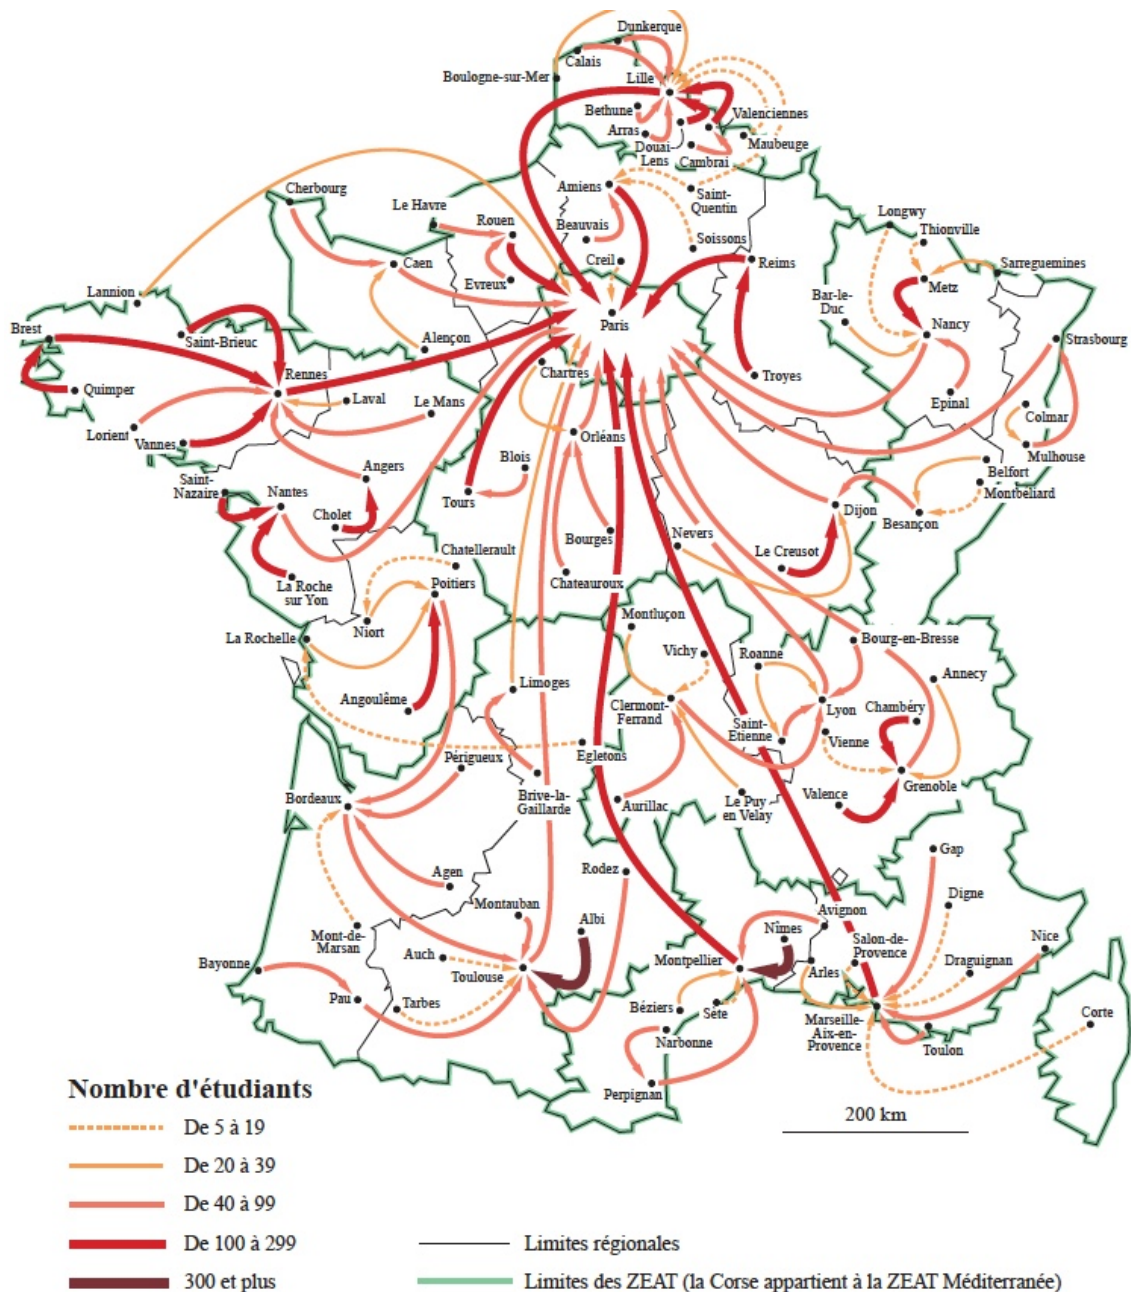 Dunkerque
Calais
Boulogne-sur-Mer
Lille
Bethune
Valenciennes
Arras
Maubeuge
Douai-
Lens
Cambrai
Amiens
Saint-
Quentin
Cherbourg
Le Havre
Rouen
Beauvais
Soissons
Longwy
Thionville
Caen
Creil
Reims
Sarreguemines
Evreux
Metz
Lannion
Bar-le-
Duc
Paris
Nancy
Brest
Saint-Brieuc
Alençon
Strasbourg
Rennes
Chartres
Troyes
Quimper
Laval
Le Mans
Epinal
Colmar
Lorient
Vannes
Orléans
Mulhouse
Blois
Angers
Belfort
Saint-
Nazaire
Nantes
Tours
Montbéliard
Cholet
Dijon
Besançon
Bourges
Nevers
Le Creusot
Chatellerault
La Roche
sur Yon
Poitiers
Chateauroux
Niort
Montluçon
La Rochelle
Bourg-en-Bresse
Vichy
Roanne
Annecy
Limoges
Angoulême
Clermont-
Ferrand
Lyon
Chambéry
Saint-
Etienne
Vienne
Egletons
Périgueux
Bordeaux
Brive-la-
Gaillarde
Aurillac
Le Puy
en Velay
Valence
Grenoble
Gap
Agen
Rodez
Digne
Montauban
Albi
Avignon
Nîmes
Mont-de-
Marsan
Auch
Salon-de-
Provence
Nice
Bayonne
Toulouse
Montpellier
Arles
Draguignan
Pau
Tarbes
Béziers
Sète
Marseille-
Aix-en-
Provence
Corte
Narbonne
Toulon
Perpignan
Nombre d'étudiants
200 km
De 5 à 19
De 20 à 39
De 40 à 99
De 100 à 299
Limites régionales
300 et plus
Limites des ZEAT (la Corse appartient à la ZEAT Méditerranée)